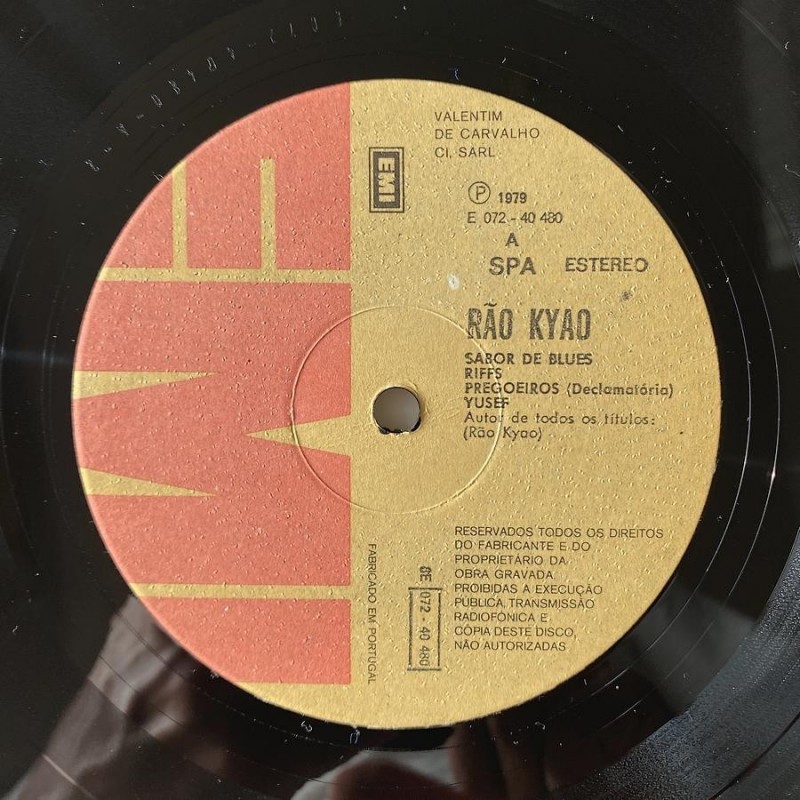 VALENTIM
DE CARVALHO
CI, SARL
EMI
EMI
Ⓟ 1979
E 072 - 40 480
A
SPA ESTEREO
RÃO KYAO
SABOR DE BLUES
RIFFS
PREGOEIROS (Declamatória)
YUSEF
Autor de todos os títulos:
(Rão Kyao)
RESERVADOS TODOS OS DIREITOS
DO FABRICANTE E DO
PROPRIETÁRIO DA
OBRA GRAVADA.
PROIBIDAS A EXECUÇÃO
PÚBLICA, TRANSMISSÃO
RADIOFÓNICA E
CÓPIA DESTE DISCO,
NÃO AUTORIZADAS
FABRICADO EM PORTUGAL
8E 072 - 40 480